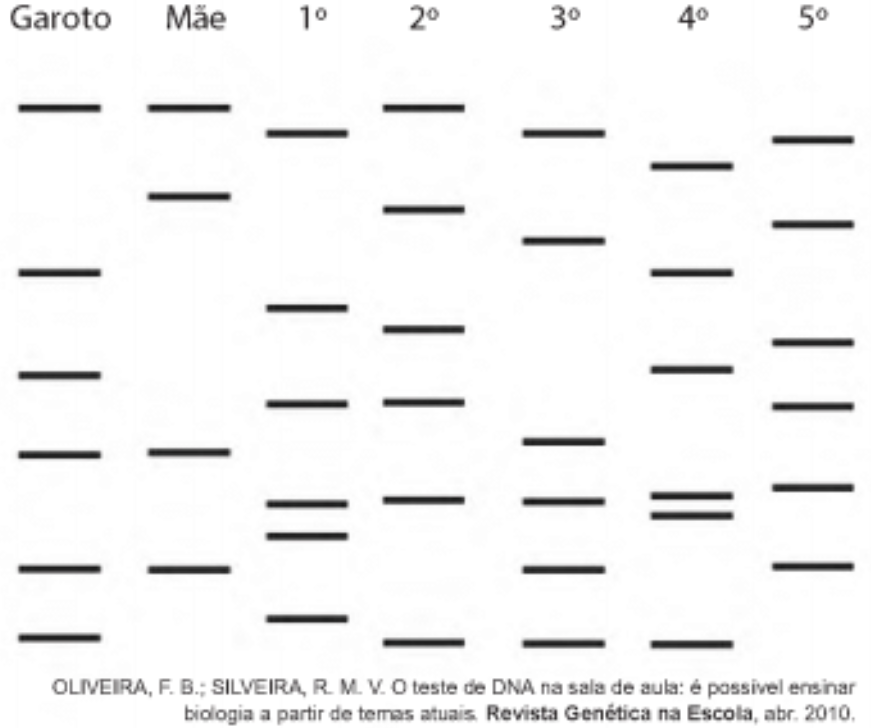 Garoto Mãe 1º 2º 3º 4º 5º
OLIVEIRA, F. B.; SILVEIRA, R. M. V. O teste de DNA na sala de aula: é possível ensinar
biologia a partir de temas atuais. Revista Genética na Escola, abr. 2010.